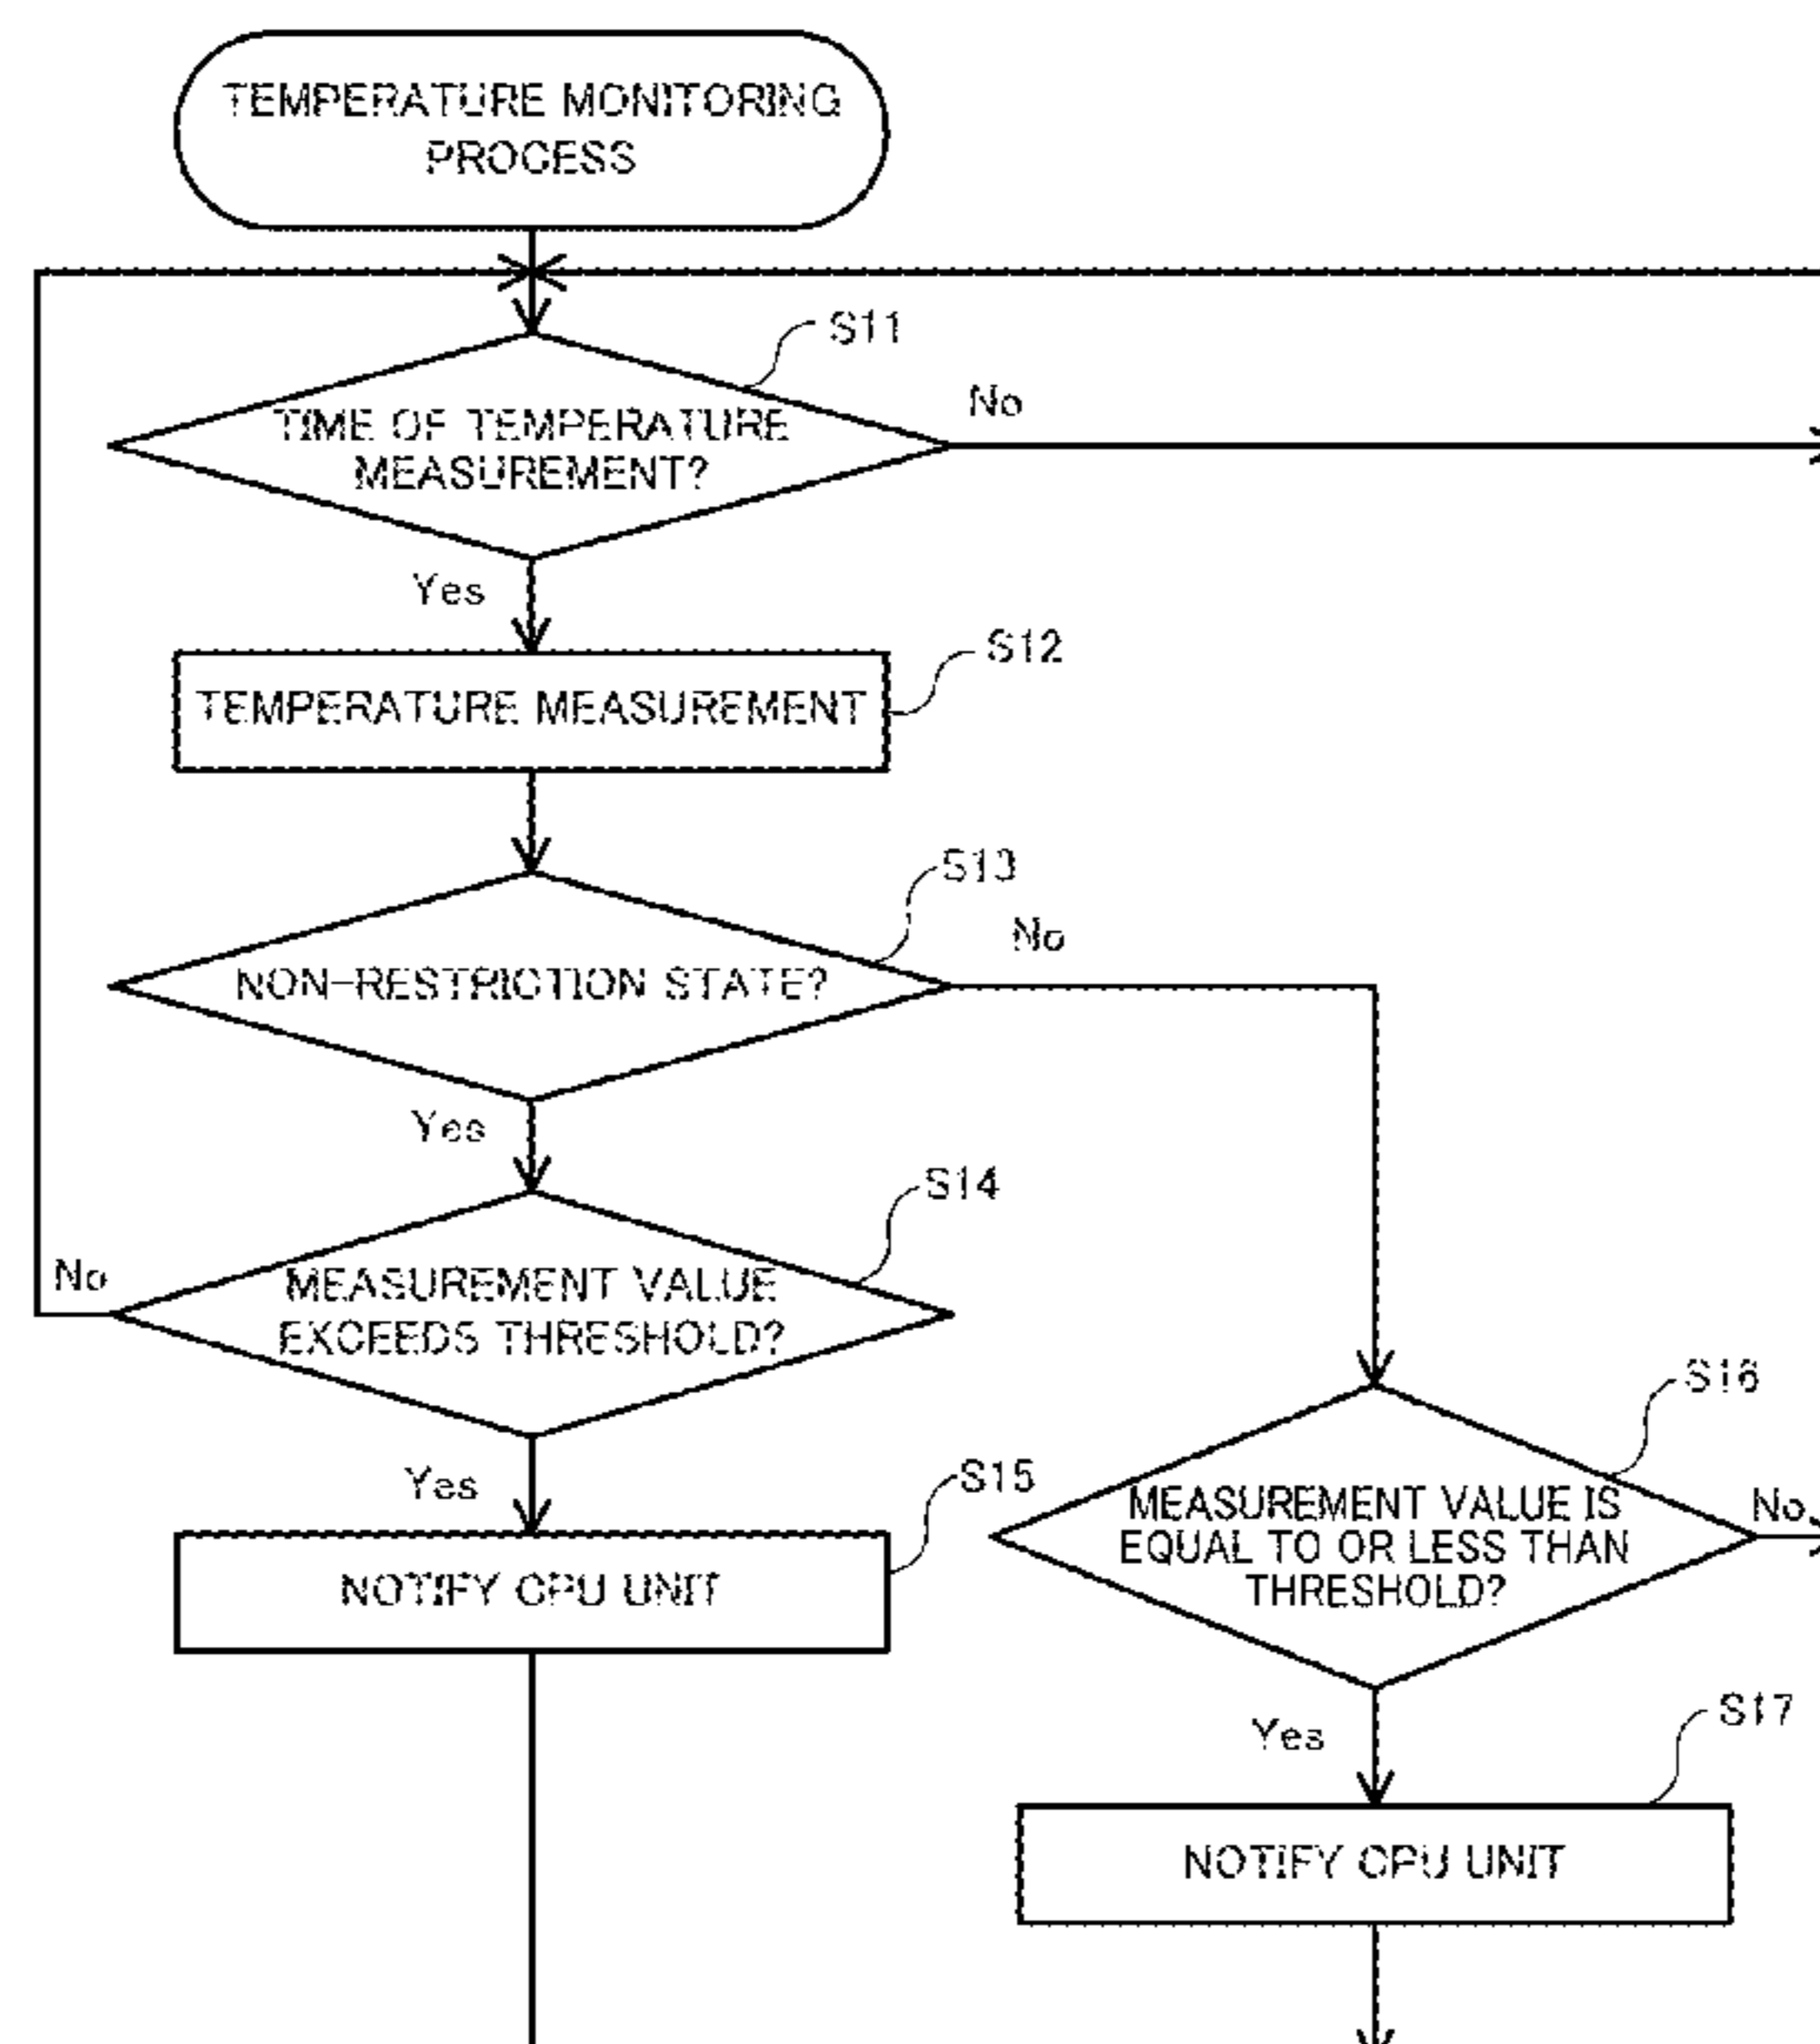 TEMPERATURE MONITORING
PROCESS
S11
No
TIME OF TEMPERATURE
MEASUREMENT?
Yes
S12
TEMPERATURE MEASUREMENT
S13
No
NON-RESTRICTION STATE?
Yes
S14
No
MEASUREMENT VALUE
EXCEEDS THRESHOLD?
Yes
S15
NOTIFY CPU UNIT
S16
MEASUREMENT VALUE IS
EQUAL TO OR LESS THAN
THRESHOLD?
No
Yes
S17
NOTIFY CPU UNIT